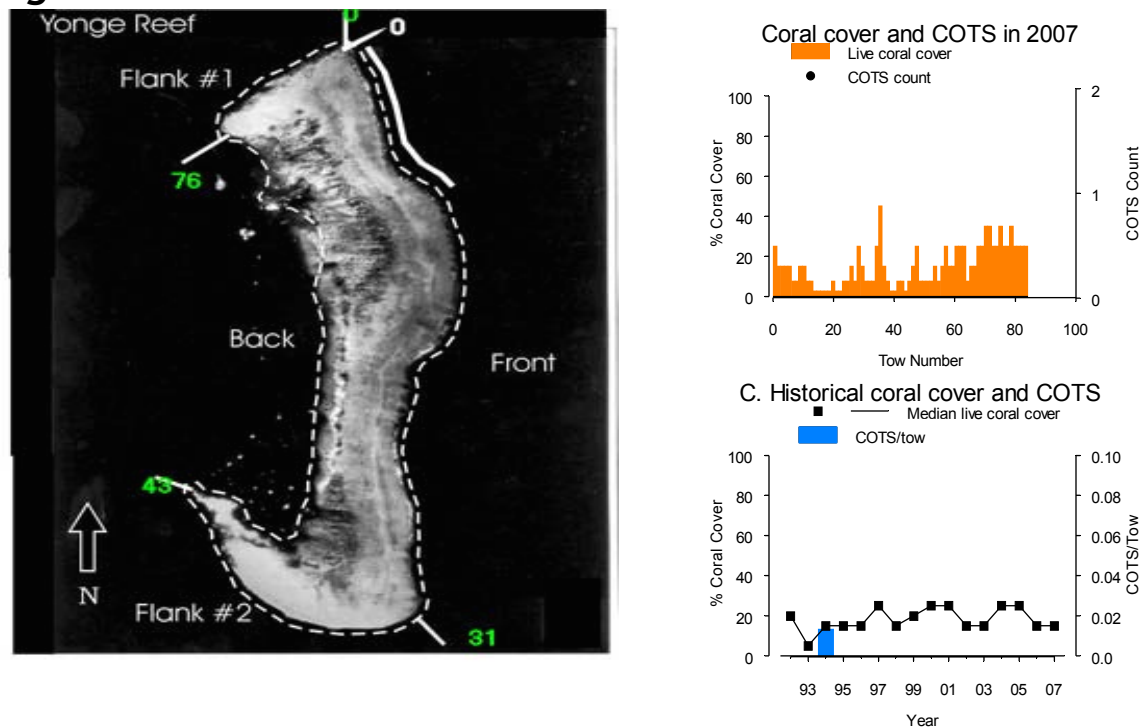 Yonge Reef
0
0
Flank #1
76
Back
Front
43
N
Flank #2
31
Coral cover and COTS in 2007
Live coral cover
COTS count
100
80
60
40
20
0
% Coral Cover
2
1
0
COTS Count
0 20 40 60 80 100
Tow Number
C. Historical coral cover and COTS
Median live coral cover
COTS/tow
100
80
60
40
20
0
% Coral Cover
0.10
0.08
0.06
0.04
0.02
0.0
COTS/Tow
93 95 97 99 01 03 05 07
Year